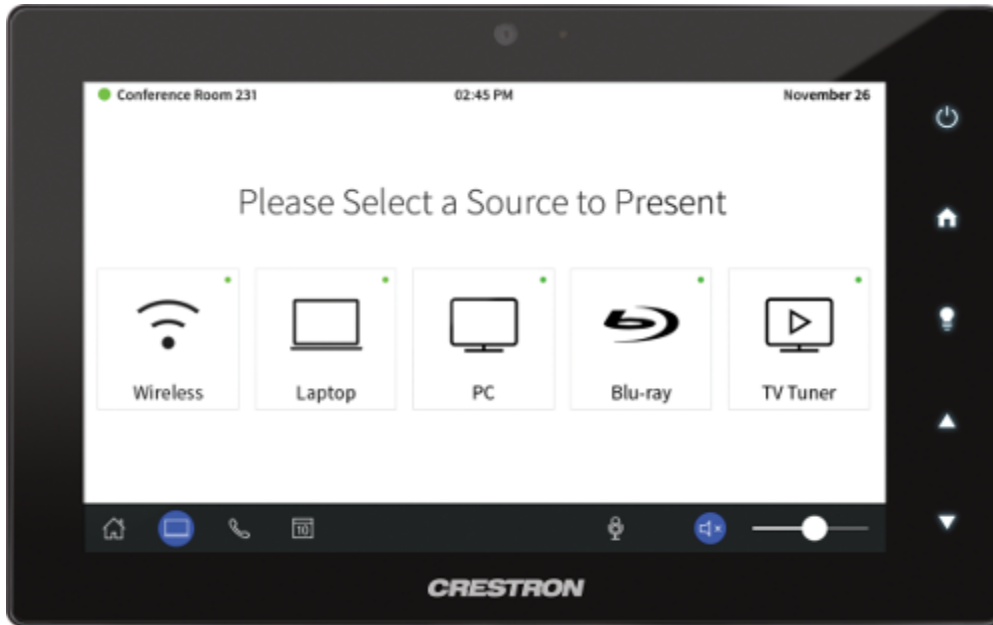 Conference Room 231 02:45 PM November 26
Please Select a Source to Present
Wireless Laptop PC Blu-ray TV Tuner
10
CRESTRON